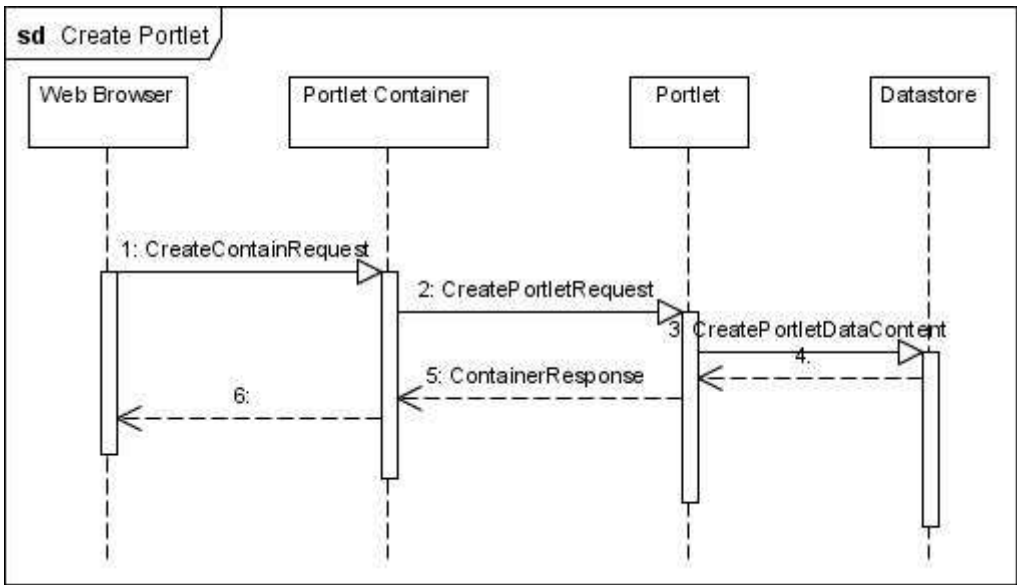 sd Create Portlet
Web Browser
Portlet Container
Portlet
Datastore
1: CreateContainRequest
2: CreatePortletRequest
3 CreatePortletDataContent
4:
5: ContainerResponse
6: